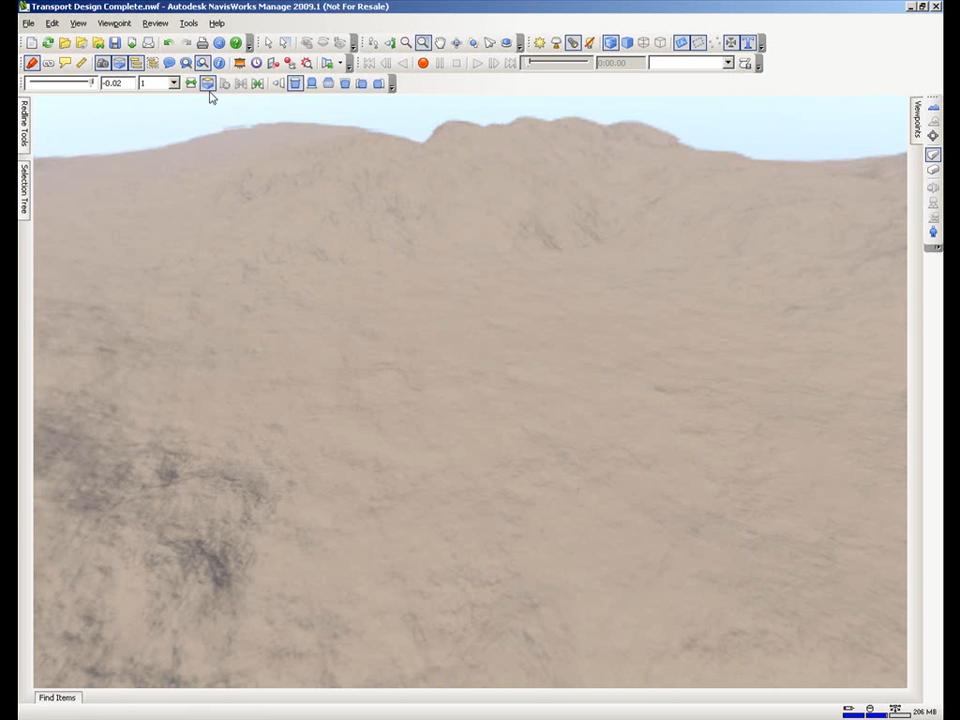 Transport Design Complete.nwf - Autodesk NavisWorks Manage 2009.1 (Not For Resale)
File Edit View Viewpoint Review Tools Help
0:00.00
-0.02 1
Redline Tools
Selection Tree
Viewpoints
Find Items
206 MB